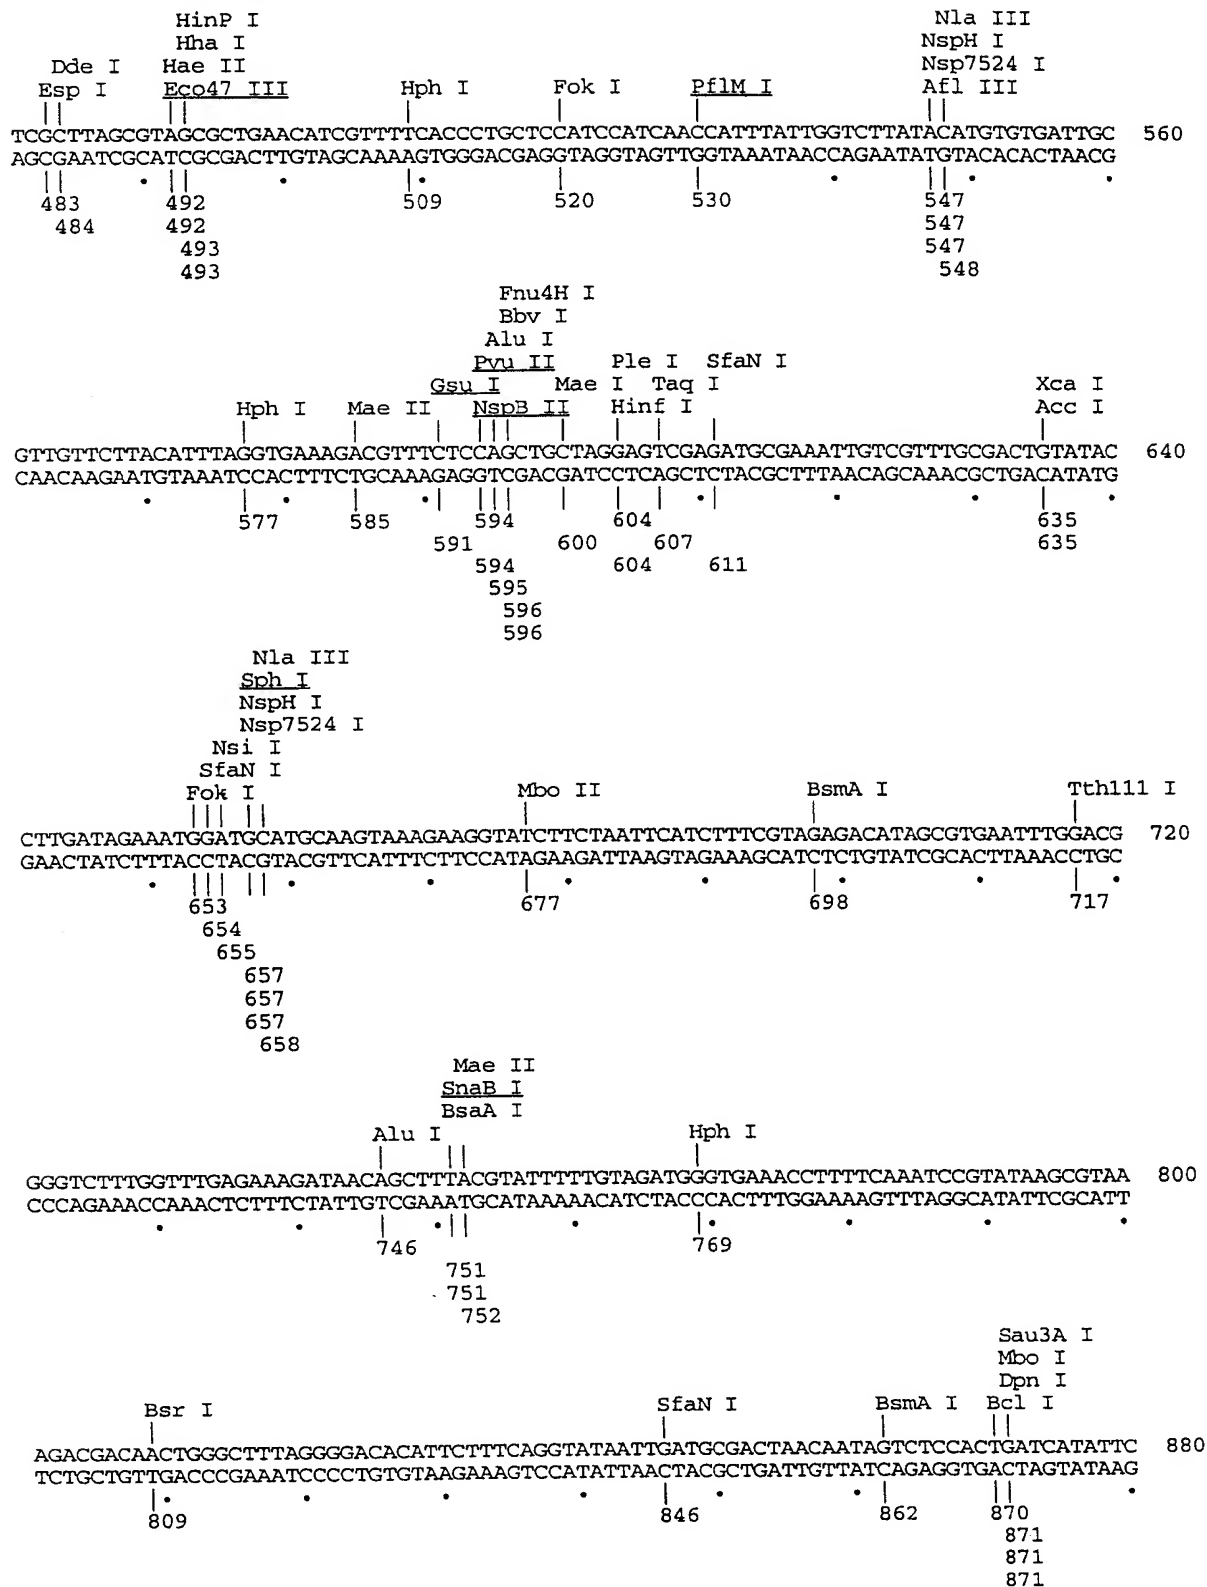 HinP I Nla III
Hha I NspH I
Dde I Hae II Nsp7524 I
Esp I Eco47 III Hph I Fok I PflM I Afl III
TCGCTTAGCGTAGCGCTGAACATCGTTTTCACCCTGCTCCATCCATCAACCATTTATTGGTCTTATACATGTGTGATTGC 560
AGCGAATCGCATCGCGACTTGTAGCAAAAGTGGGACGAGGTAGGTAGTTGGTAAATAACCAGAATATGTACACACTAACG
483 492 509 520 530 547
484 492 547
493 547
493 548
Fnu4H I
Bbv I
Alu I
Pvu II Ple I SfaN I
Gsu I Mae I Taq I Xca I
Hph I Mae II NspB II Hinf I Acc I
GTTGTTCTTACATTTAGGTGAAAGACGTTTCTCCAGCTGCTAGGAGTCGAGATGCGAAATTGTCGTTTGCGACTGTATAC 640
CAACAAGAATGTAAATCCACTTTCTGCAAAGAGGTCGACGATCCTCAGCTCTACGCTTTAACAGCAAACGCTGACATATG
577 585 594 604 635
591 600 607 635
594 604 611
595
596
596
Nla III
Sph I
NspH I
Nsp7524 I
Nsi I
SfaN I
Fok I Mbo II BsmA I Tth111 I
CTTGATAGAAATGGATGCATGCAAGTAAAGAAGGTATCTTCTAATTCATCTTTCGTAGAGACATAGCGTGAATTTGGACG 720
GAACTATCTTTACCTACGTACGTTCATTTCTTCCATAGAAGATTAAGTAGAAAGCATCTCTGTATCGCACTTAAACCTGC
653 677 698 717
654
655
657
657
657
658
Mae II
SnaB I
BsaA I
Alu I Hph I
GGGTCTTTGGTTTGAGAAAGATAACAGCTTTACGTATTTTTTGTAGATGGGTGAAACCTTTTCAAATCCGTATAAGCGTAA 800
CCCAGAAACCAAACTCTTTCTATTGTCGAAATGCATAAAAACATCTACCCACTTTGGAAAAGTTTAGGCATATTCGCATT
746 769
751
751
752
Sau3A I
Mbo I
Dpn I
Bsr I SfaN I BsmA I Bcl I
AGACGACAACTGGGCTTTAGGGGACACATTCTTTCAGGTATAATTGATGCGACTAACAATAGTCTCCACTGATCATATTC 880
TCTGCTGTTGACCCGAAATCCCCTGTGTAAGAAAGTCCATATTAACTACGCTGATTGTTATCAGAGGTGACTAGTATAAG
809 846 862 870
871
871
871